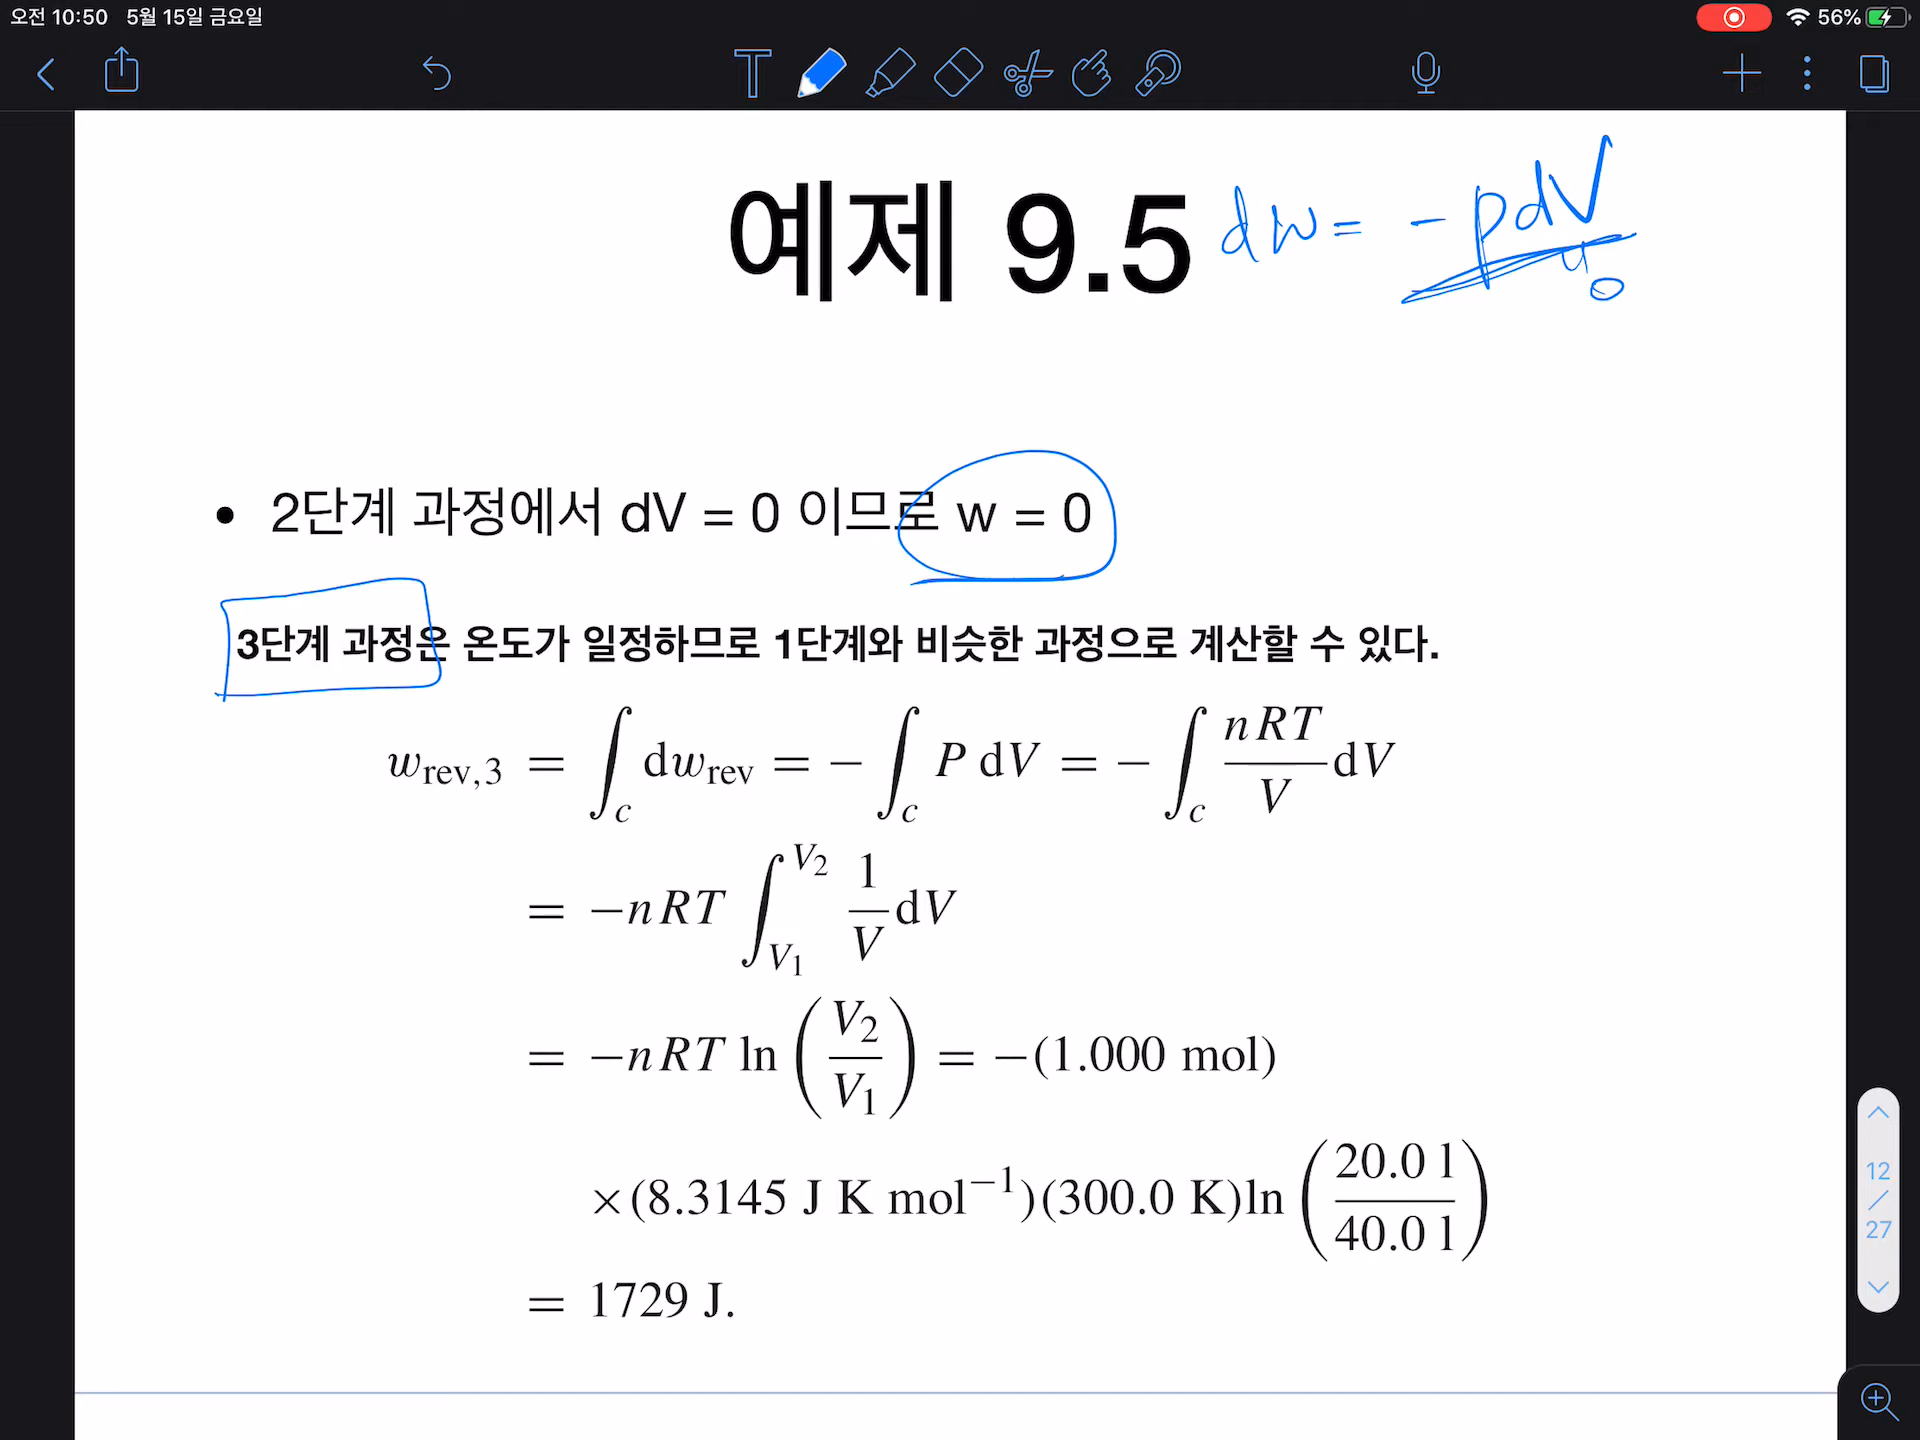 오전 10:50 5월 15일 금요일 56%
예제 9.5 dw = -pdV
0
• 2단계 과정에서 dV = 0 이므로 w = 0
3단계 과정은 온도가 일정하므로 1단계와 비슷한 과정으로 계산할 수 있다.
w_rev,3 = ∫_c dw_rev = −∫_c P dV = −∫_c nRT/V dV
= −nRT ∫_V₁^V₂ 1/V dV
= −nRT ln (V₂/V₁) = −(1.000 mol)
×(8.3145 J K mol⁻¹)(300.0 K)ln (20.0 l/40.0 l)
= 1729 J.
12
/
27